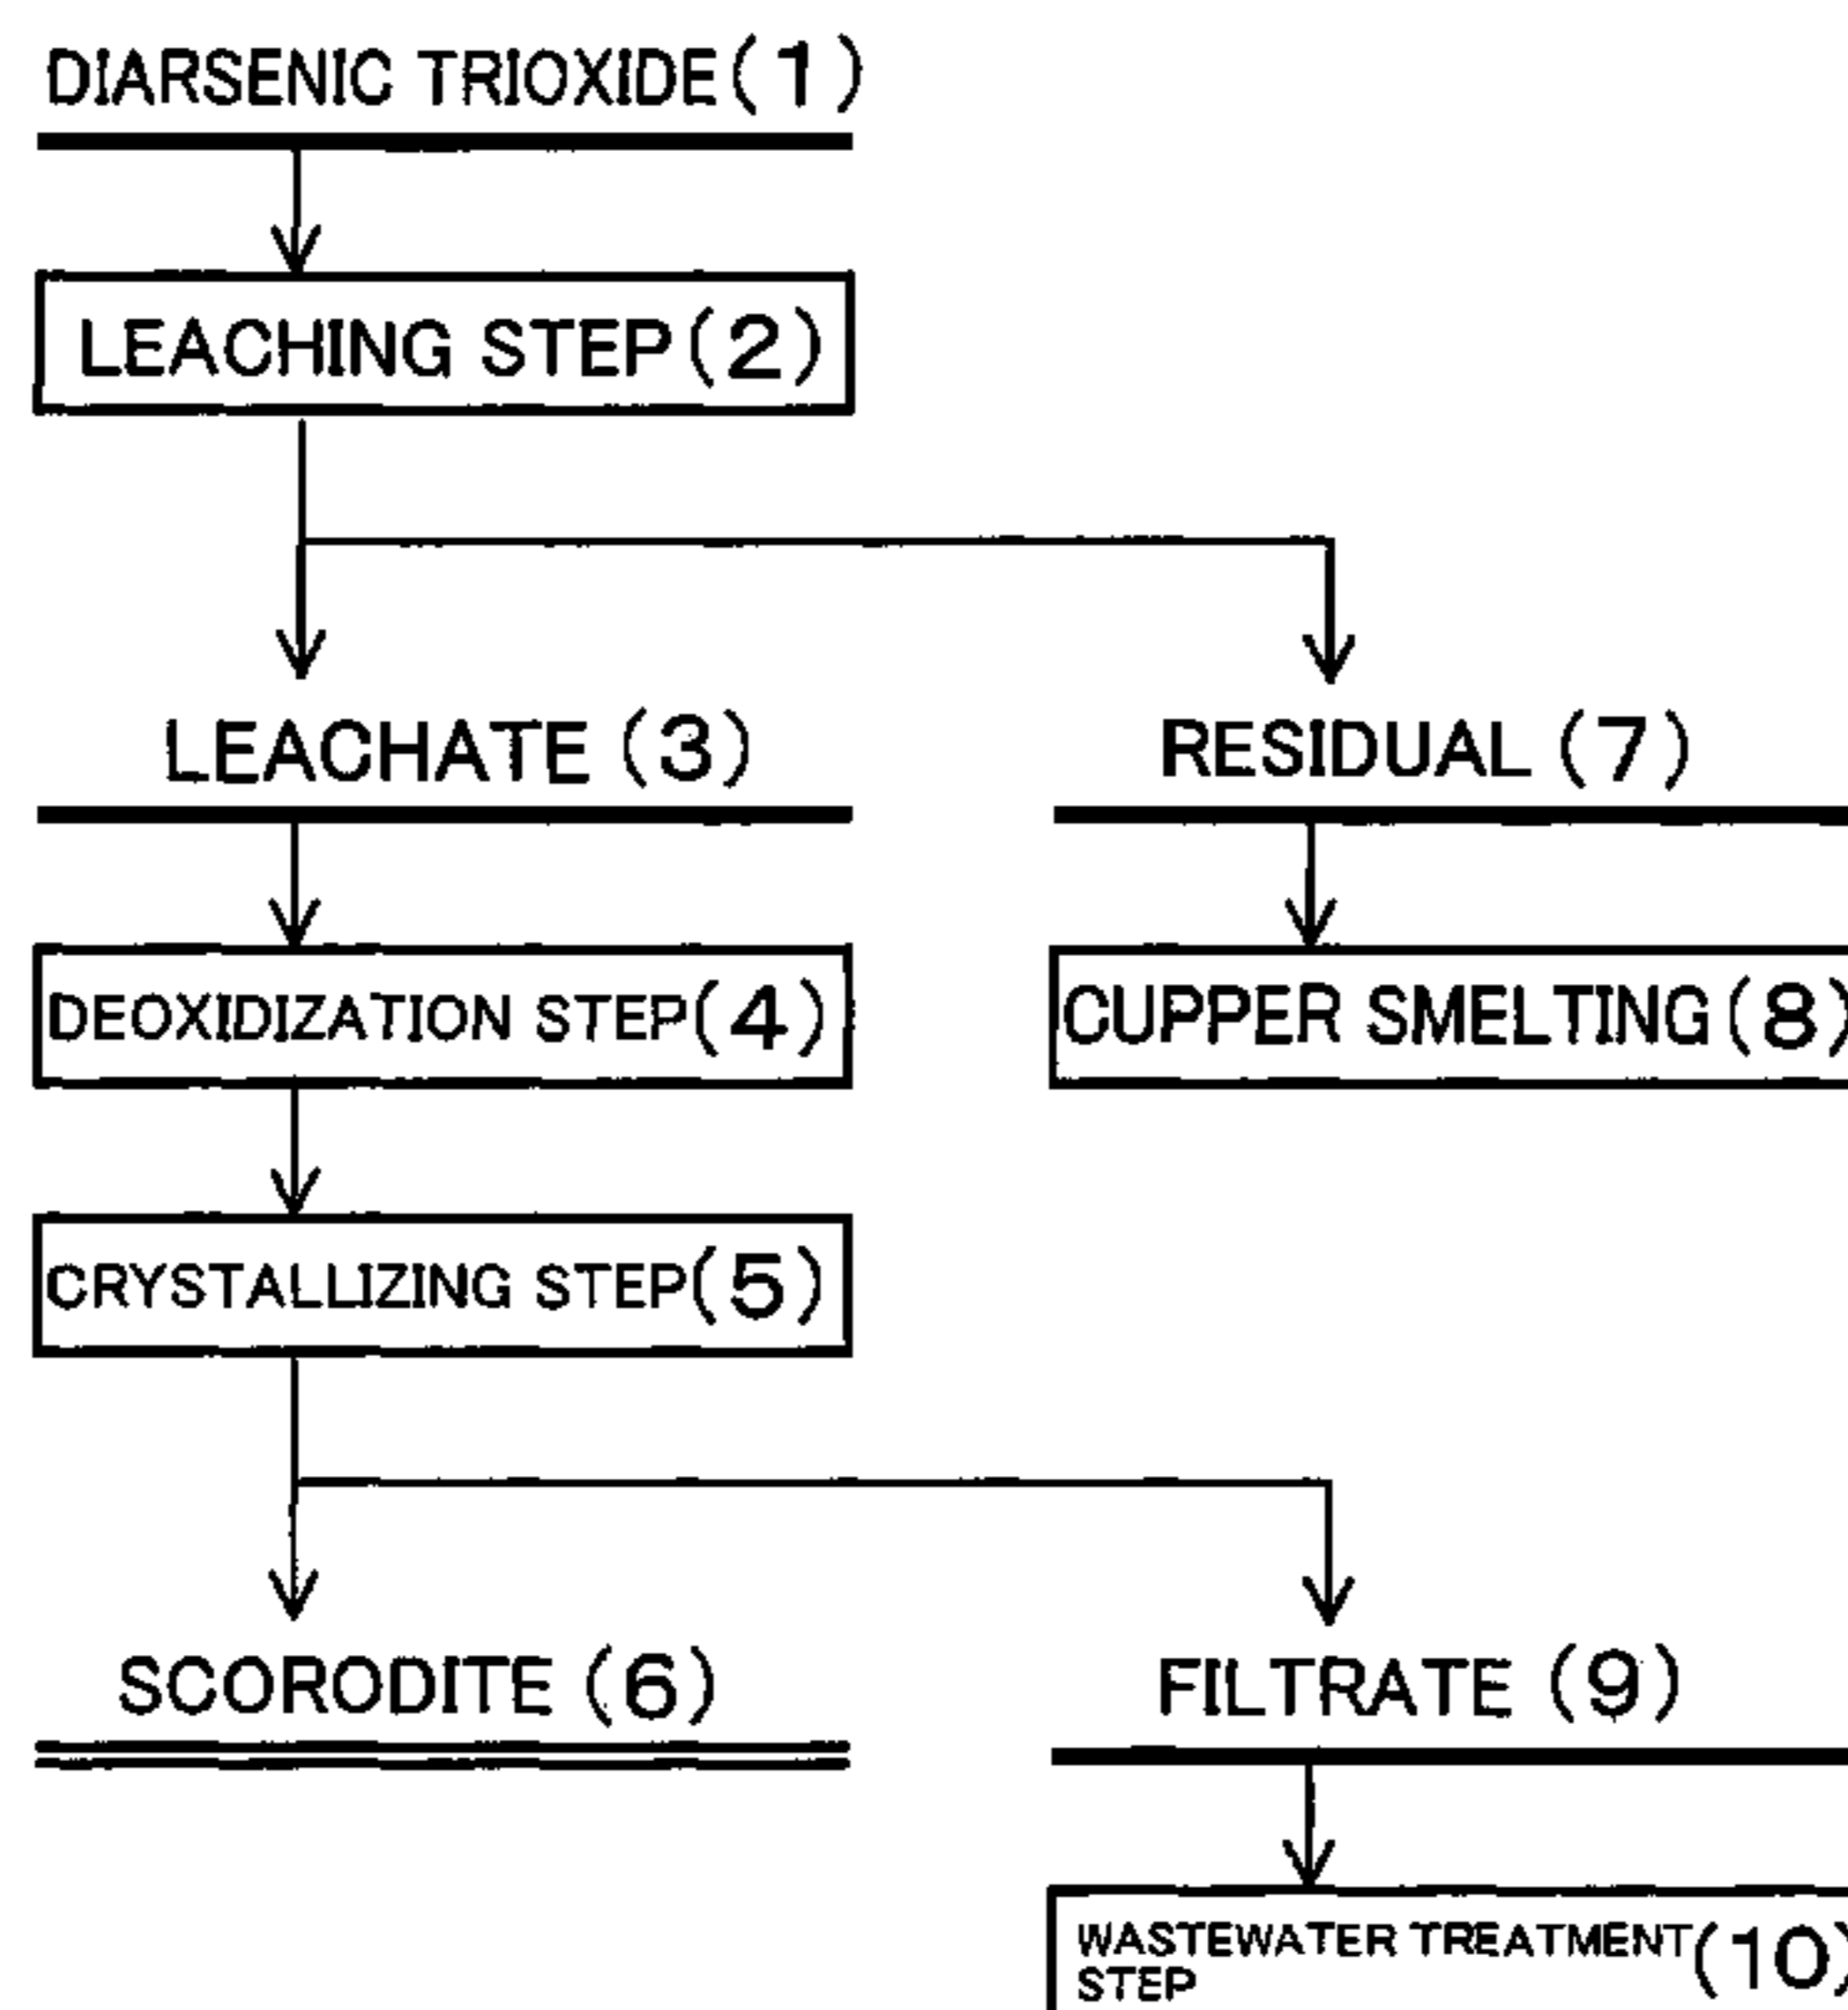 DIARSENIC TRIOXIDE(1)
LEACHING STEP(2)
LEACHATE (3)
RESIDUAL (7)
DEOXIDIZATION STEP(4)
CUPPER SMELTING(8)
CRYSTALLIZING STEP(5)
SCORODITE (6)
FILTRATE (9)
WASTEWATER TREATMENT(10)
STEP